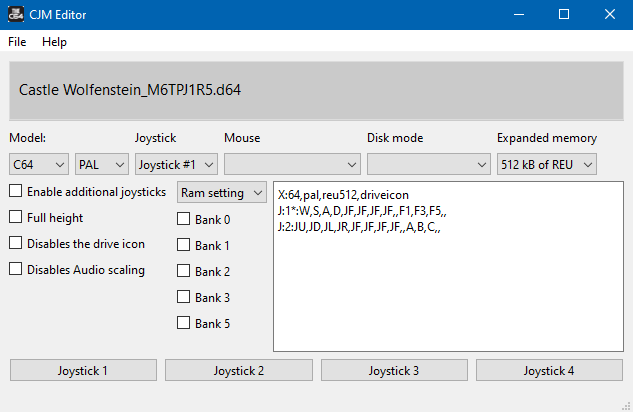 CJM Editor
File Help
Castle Wolfenstein_M6TPJ1R5.d64
Model: Joystick Mouse Disk mode Expanded memory
C64 PAL Joystick #1 512 kB of REU
Enable additional joysticks
Full height
Disables the drive icon
Disables Audio scaling
Ram setting
Bank 0
Bank 1
Bank 2
Bank 3
Bank 5
X:64,pal,reu512,driveicon
J:1*:W,S,A,D,JF,JF,JF,JF,,F1,F3,F5,,
J:2:JU,JD,JL,JR,JF,JF,JF,JF,,A,B,C,,
Joystick 1 Joystick 2 Joystick 3 Joystick 4